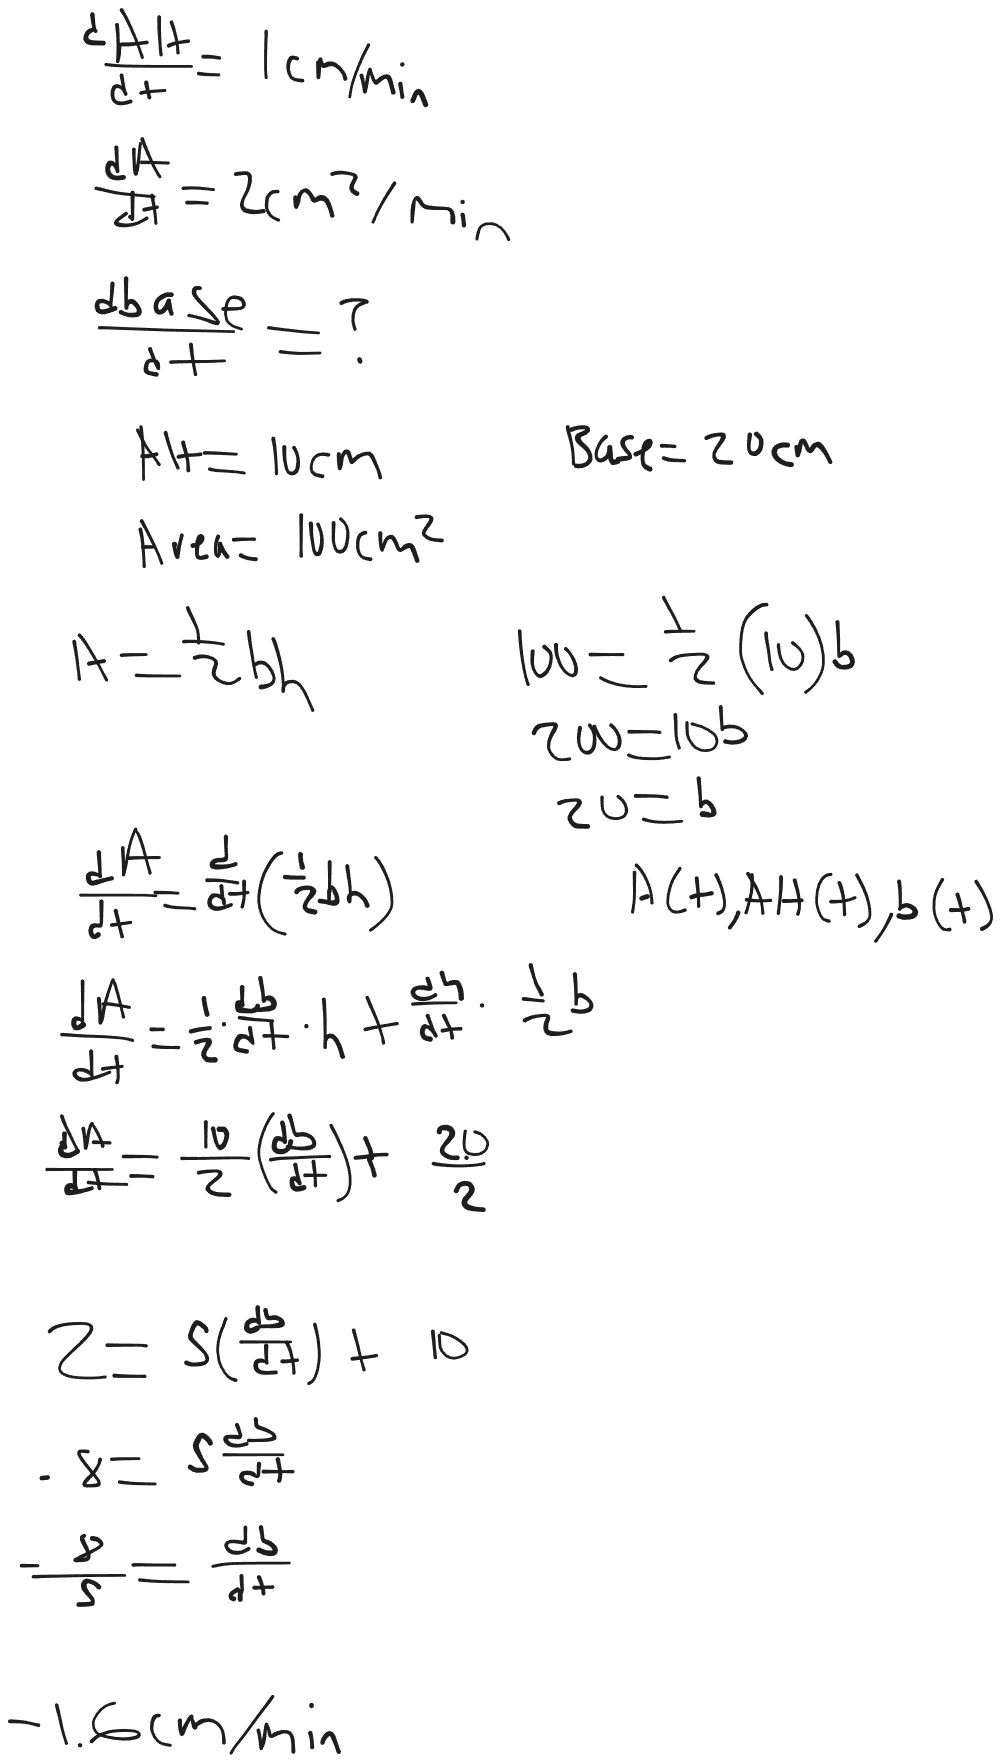 dAlt/dt = 1cm/min
dA/dt = 2cm²/min
dbase/dt = ?
Alt = 10cm
Base = 20cm
Area = 100cm²
A = 1/2 bh
100 = 1/2 (10)b
200 = 10b
20 = b
dA/dt = d/dt (1/2 bh)
A(t), Alt(t), b(t)
dA/dt = 1/2 · db/dt · h + dh/dt · 1/2 b
dA/dt = 10/2 (db/dt) + 20/2
2 = 5(db/dt) + 10
-8 = 5 db/dt
-8/5 = db/dt
-1.6cm/min